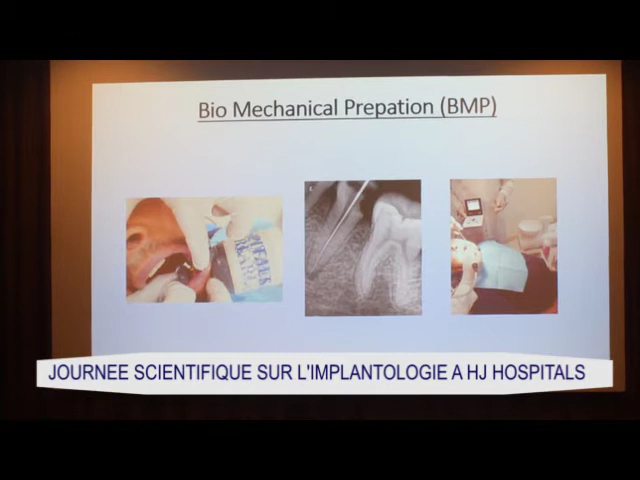 Bio Mechanical Prepation (BMP)
JOURNEE SCIENTIFIQUE SUR L'IMPLANTOLOGIE A HJ HOSPITALS